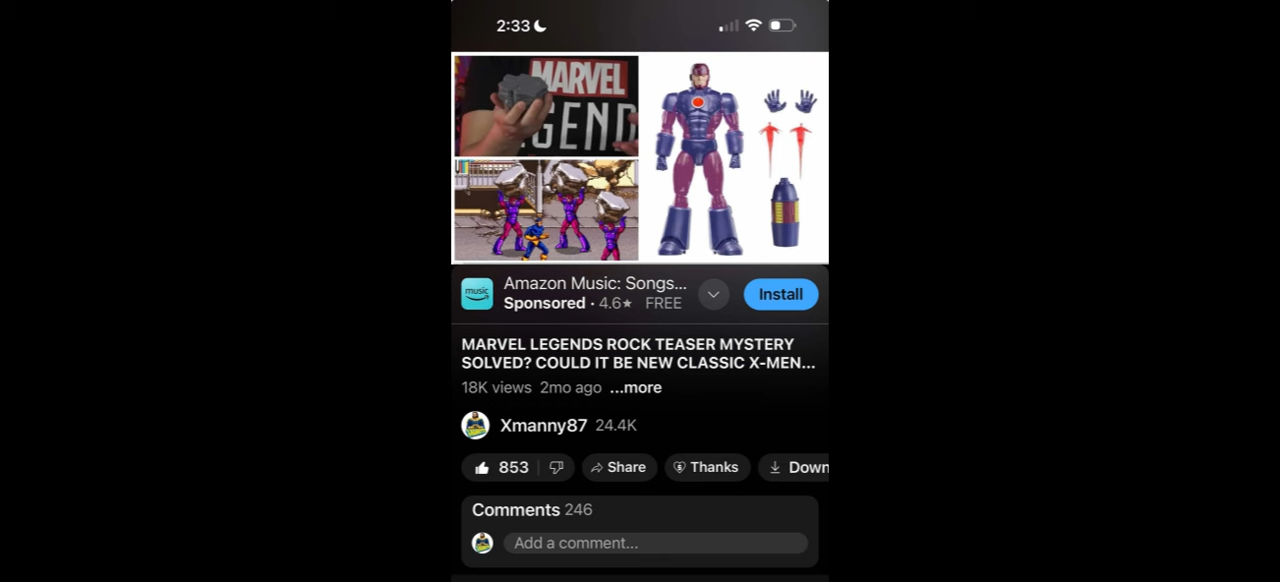 2:33
MARVEL
GEND
music
Amazon Music: Songs...
Sponsored · 4.6★ FREE
Install
MARVEL LEGENDS ROCK TEASER MYSTERY
SOLVED? COULD IT BE NEW CLASSIC X-MEN...
18K views 2mo ago ...more
Xmanny87 24.4K
853
Share
Thanks
Down
Comments 246
Add a comment...